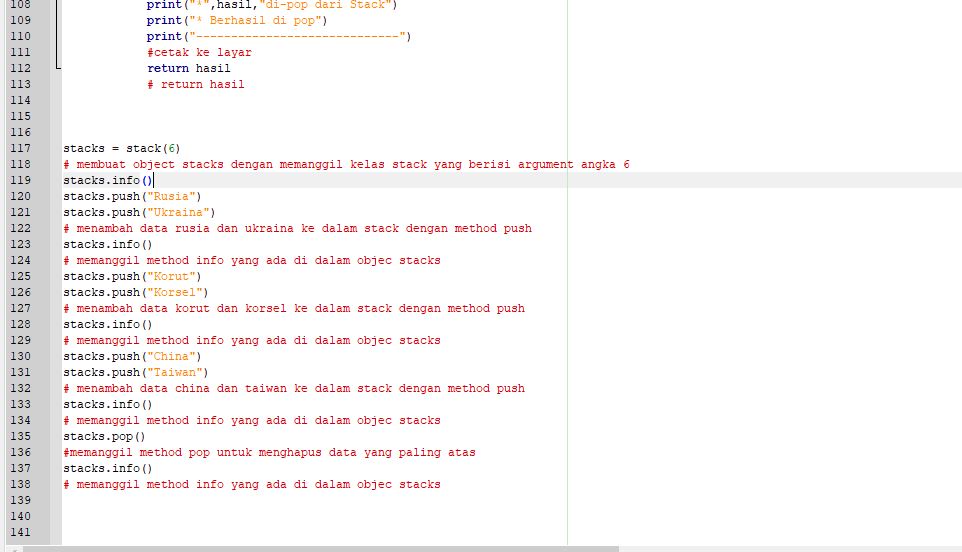 108 print("*",hasil,"di-pop dari Stack")
109 print("* Berhasil di pop")
110 print("-----------------------------")
111 #cetak ke layar
112 return hasil
113 # return hasil
114
115
116
117 stacks = stack(6)
118 # membuat object stacks dengan memanggil kelas stack yang berisi argument angka 6
119 stacks.info()
120 stacks.push("Rusia")
121 stacks.push("Ukraina")
122 # menambah data rusia dan ukraina ke dalam stack dengan method push
123 stacks.info()
124 # memanggil method info yang ada di dalam objec stacks
125 stacks.push("Korut")
126 stacks.push("Korsel")
127 # menambah data korut dan korsel ke dalam stack dengan method push
128 stacks.info()
129 # memanggil method info yang ada di dalam objec stacks
130 stacks.push("China")
131 stacks.push("Taiwan")
132 # menambah data china dan taiwan ke dalam stack dengan method push
133 stacks.info()
134 # memanggil method info yang ada di dalam objec stacks
135 stacks.pop()
136 #memanggil method pop untuk menghapus data yang paling atas
137 stacks.info()
138 # memanggil method info yang ada di dalam objec stacks
139
140
141